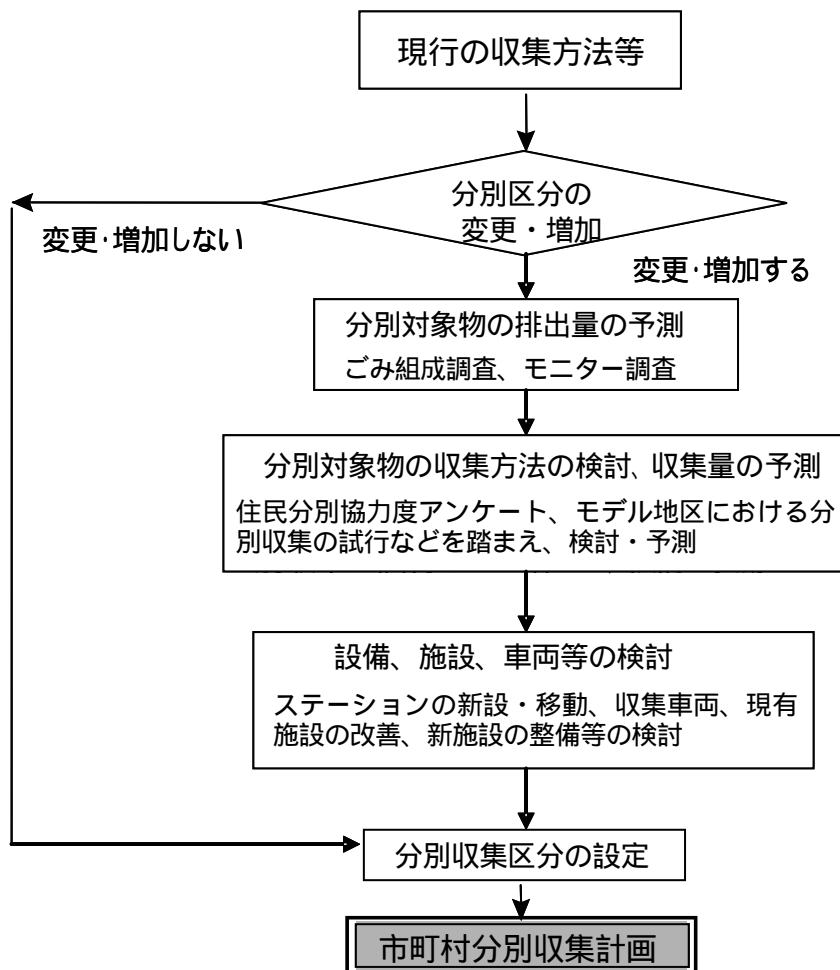 現行の収集方法等
分別区分の
変更・増加
変更・増加しない
変更・増加する
分別対象物の排出量の予測
ごみ組成調査、モニター調査
分別対象物の収集方法の検討、収集量の予測
住民分別協力度アンケート、モデル地区における分
別収集の試行などを踏まえ、検討・予測
設備、施設、車両等の検討
ステーションの新設・移動、収集車両、現有
施設の改善、新施設の整備等の検討
分別収集区分の設定
市町村分別収集計画